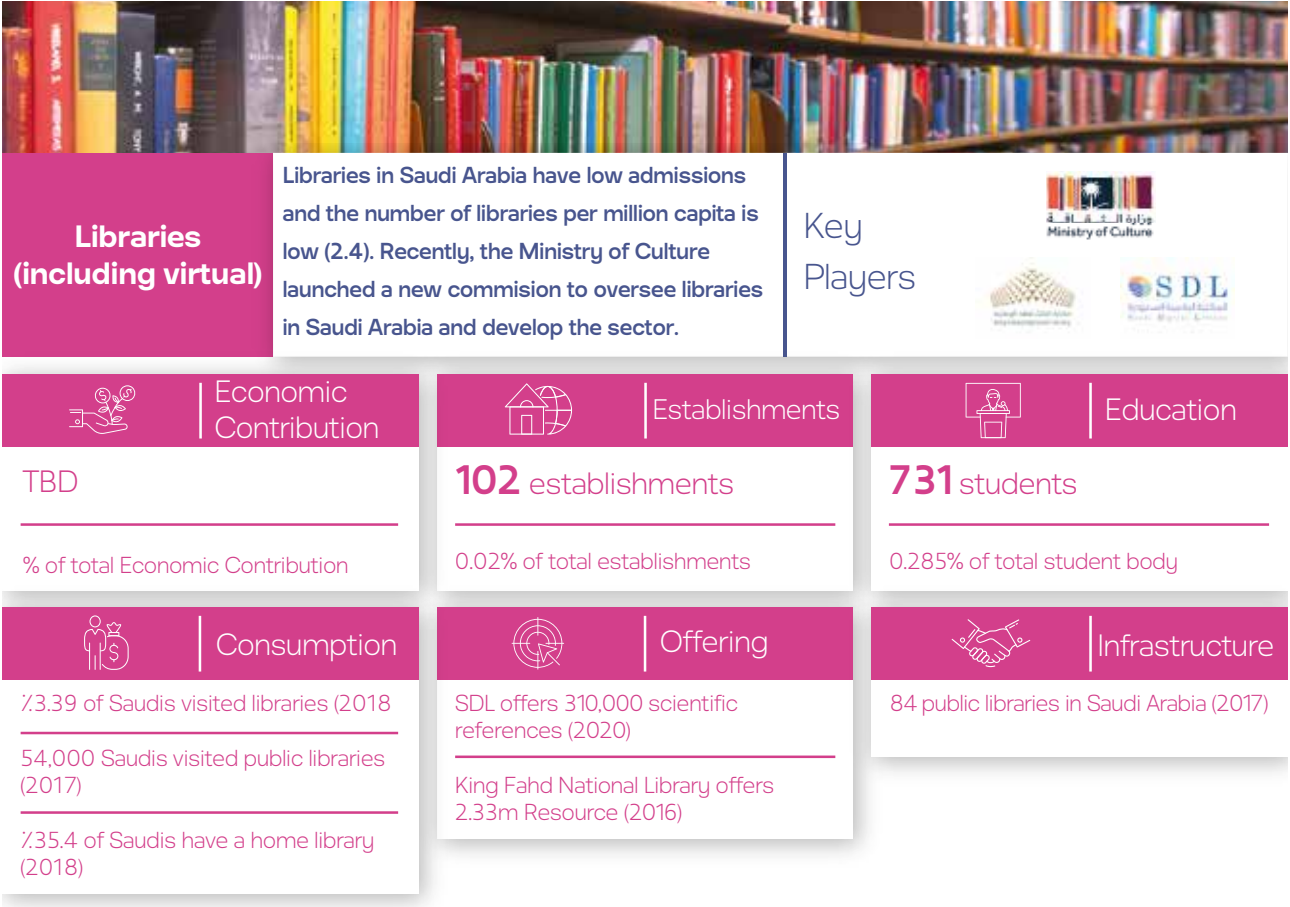 Libraries
(including virtual)
Libraries in Saudi Arabia have low admissions
and the number of libraries per million capita is
low (2.4). Recently, the Ministry of Culture
launched a new commision to oversee libraries
in Saudi Arabia and develop the sector.
Key
Players
وزارة الثقافة
Ministry of Culture
SDL
Economic
Contribution
TBD
% of total Economic Contribution
Establishments
102 establishments
0.02% of total establishments
Education
731 students
0.285% of total student body
Consumption
٪3.39 of Saudis visited libraries (2018
54,000 Saudis visited public libraries
(2017)
٪35.4 of Saudis have a home library
(2018)
Offering
SDL offers 310,000 scientific
references (2020)
King Fahd National Library offers
2.33m Resource (2016)
Infrastructure
84 public libraries in Saudi Arabia (2017)